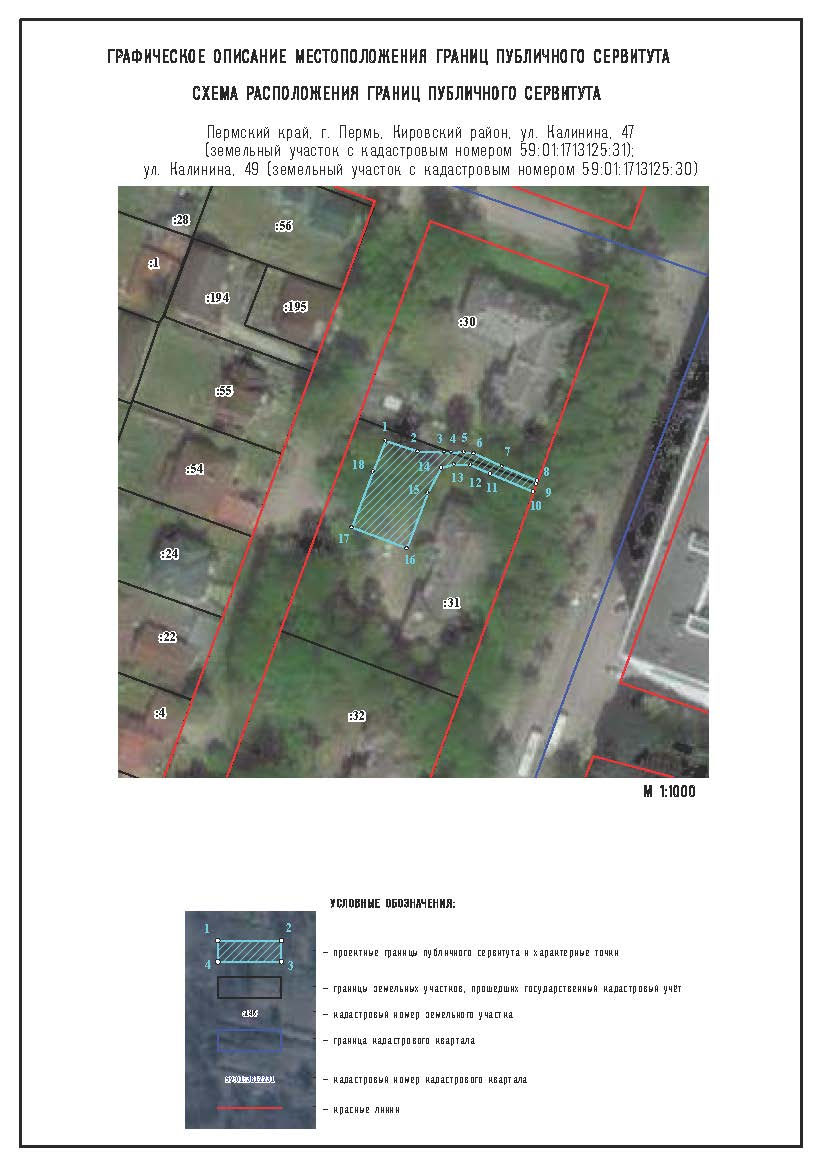 ГРАФИЧЕСКОЕ ОПИСАНИЕ МЕСТОПОЛОЖЕНИЯ ГРАНИЦ ПУБЛИЧНОГО СЕРВИТУТА
СХЕМА РАСПОЛОЖЕНИЯ ГРАНИЦ ПУБЛИЧНОГО СЕРВИТУТА
Пермский край, г. Пермь, Кировский район, ул. Калинина, 47
(земельный участок с кадастровым номером 59:01:1713125:31);
ул. Калинина, 49 (земельный участок с кадастровым номером 59:01:1713125:30)
:28
:56
:1
:194
:195
:30
:55
1
2
3
4
5
6
7
8
9
10
11
12
13
14
15
16
17
18
:54
:24
:31
:22
:4
:32
М 1:1000
УСЛОВНЫЕ ОБОЗНАЧЕНИЯ:
1
2
4
3
– проектные границы публичного сервитута и характерные точки
– границы земельных участков, прошедших государственный кадастровый учёт
– кадастровый номер земельного участка
– граница кадастрового квартала
– кадастровый номер кадастрового квартала
– красные линии